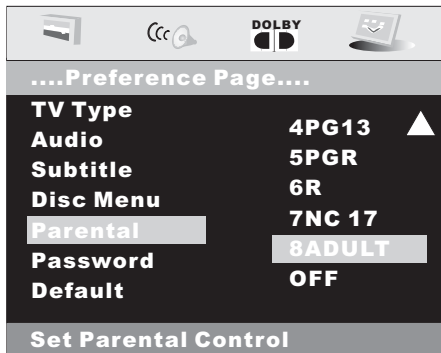 DOLBY
....Preference Page....
TV Type
Audio
Subtitle
Disc Menu
Parental
Password
Default
4PG13
5PGR
6R
7NC 17
8ADULT
OFF
Set Parental Control